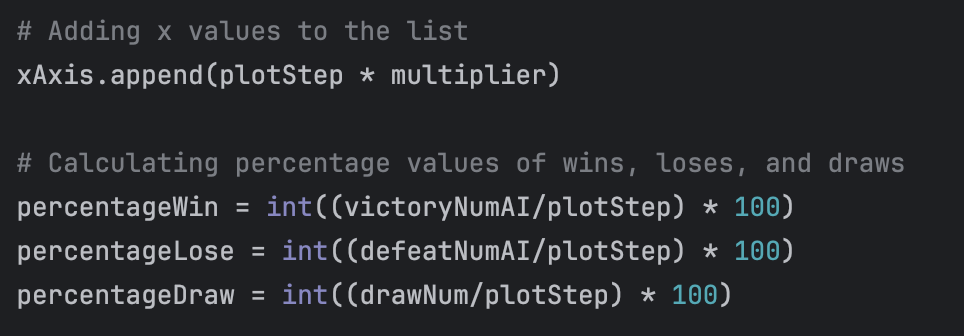 # Adding x values to the list
xAxis.append(plotStep * multiplier)
# Calculating percentage values of wins, loses, and draws
percentageWin = int((victoryNumAI/plotStep) * 100)
percentageLose = int((defeatNumAI/plotStep) * 100)
percentageDraw = int((drawNum/plotStep) * 100)